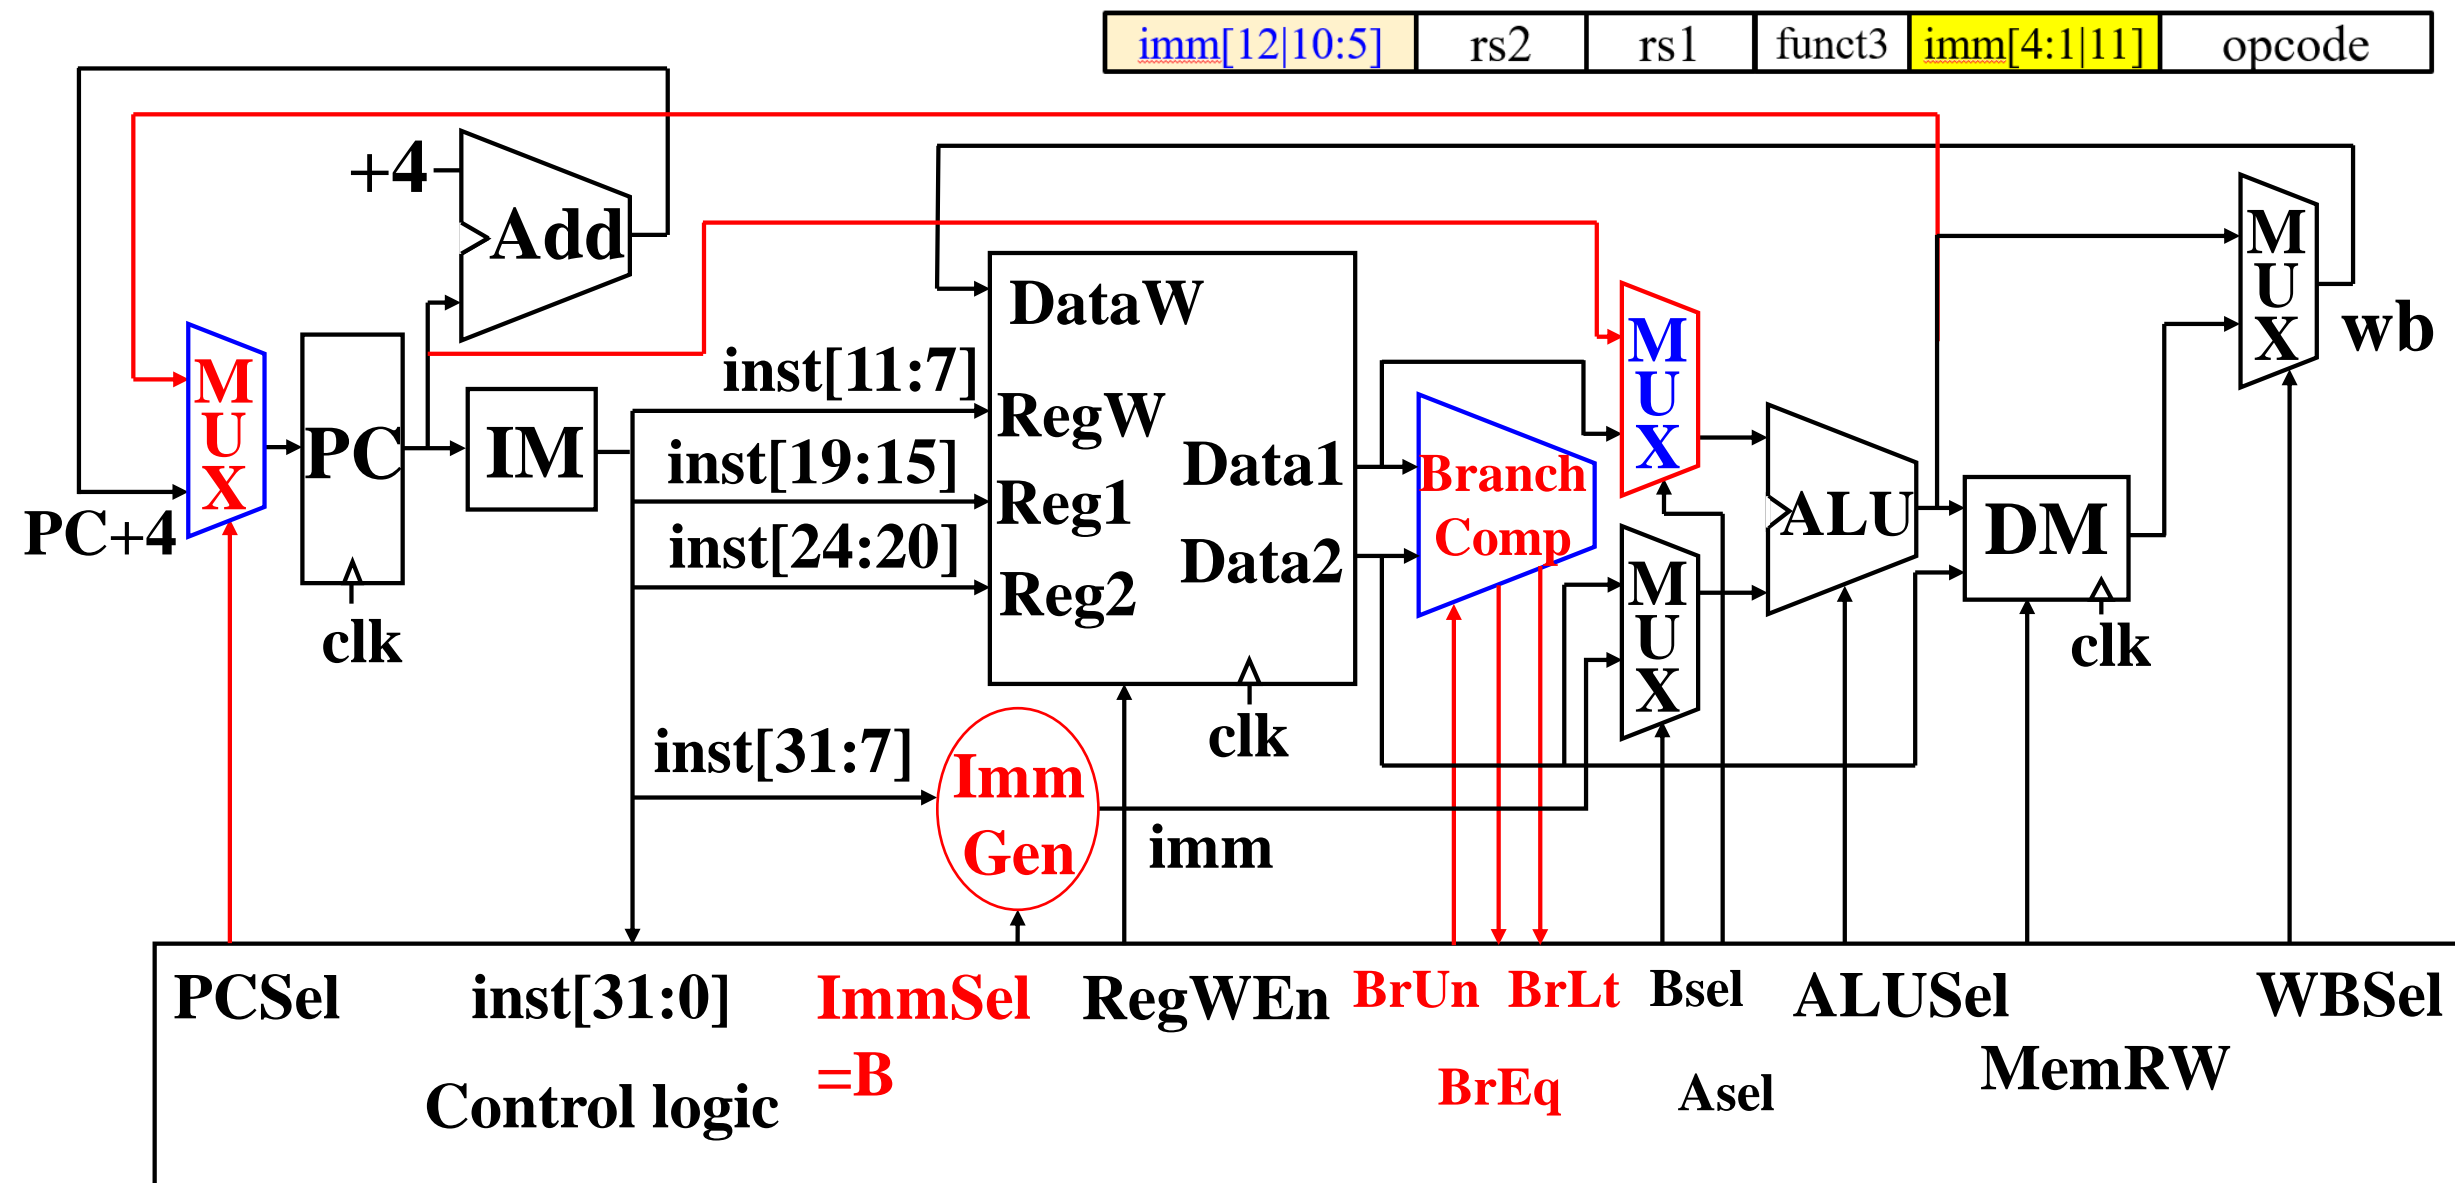 imm[12|10:5] rs2 rs1 funct3 imm[4:1|11] opcode
+4
Add
M
U
X
PC+4
PC
clk
IM
inst[11:7]
inst[19:15]
inst[24:20]
inst[31:7]
DataW
RegW
Reg1
Reg2
Data1
Data2
clk
Imm
Gen
imm
Branch
Comp
M
U
X
M
U
X
ALU
DM
clk
M
U
X
wb
PCSel inst[31:0] ImmSel RegWEn BrUn BrLt Bsel ALUSel WBSel
=B BrEq Asel MemRW
Control logic